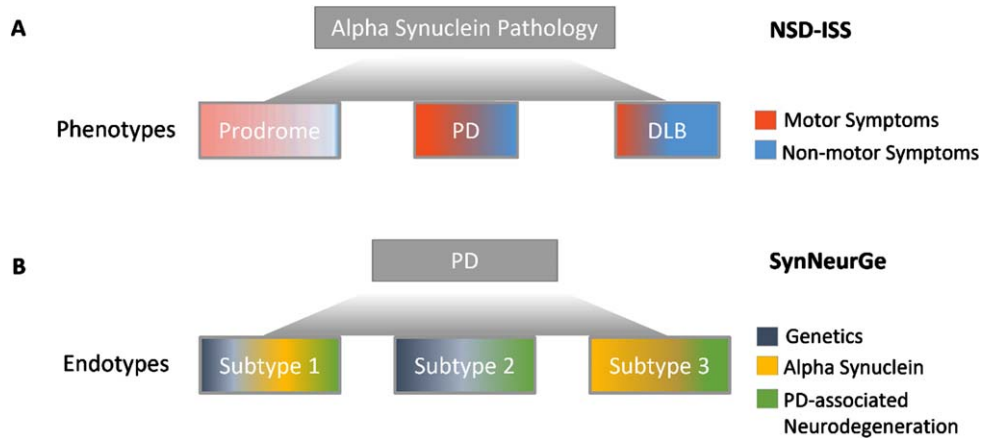 A
Alpha Synuclein Pathology
NSD-ISS
Phenotypes
Prodrome
PD
DLB
Motor Symptoms
Non-motor Symptoms
B
PD
SynNeurGe
Endotypes
Subtype 1
Subtype 2
Subtype 3
Genetics
Alpha Synuclein
PD-associated
Neurodegeneration